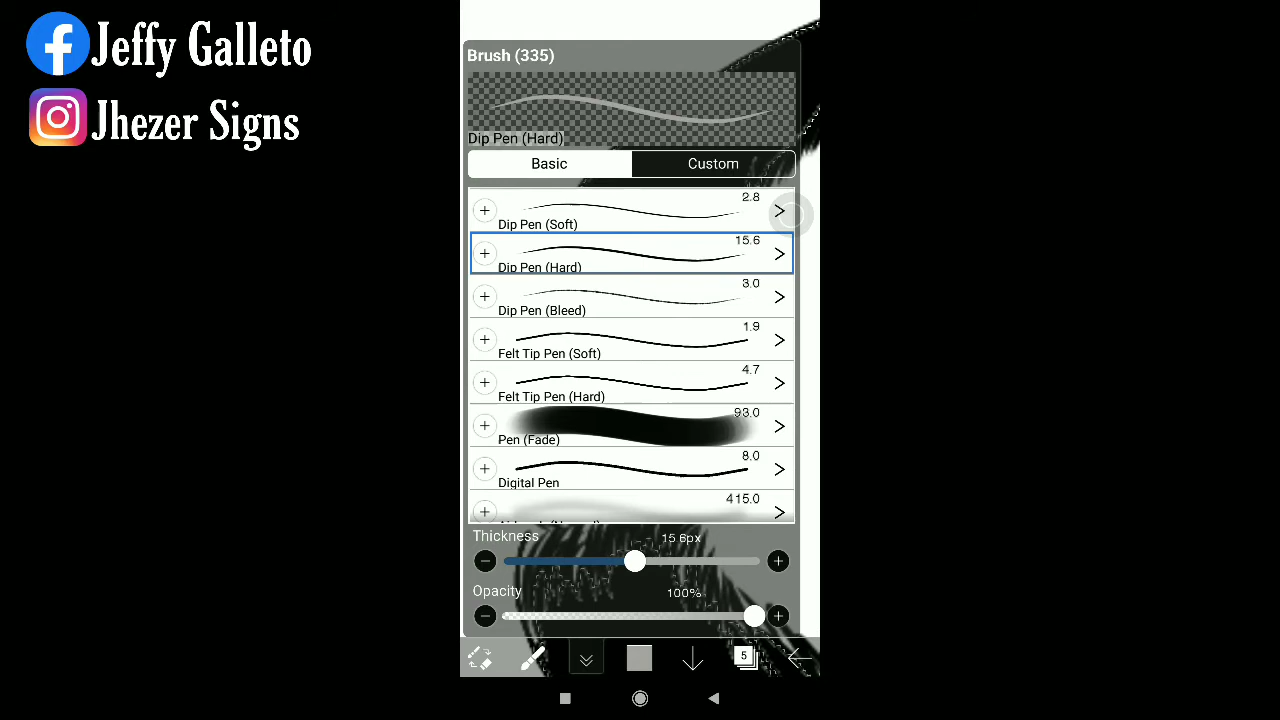 Jeffy Galleto
Jhezer Signs
Brush (335)
Dip Pen (Hard)
Basic
Custom
2.8
Dip Pen (Soft)
15.6
Dip Pen (Hard)
3.0
Dip Pen (Bleed)
1.9
Felt Tip Pen (Soft)
4.7
Felt Tip Pen (Hard)
93.0
Pen (Fade)
8.0
Digital Pen
415.0
Thickness
15.6px
Opacity
100%
5